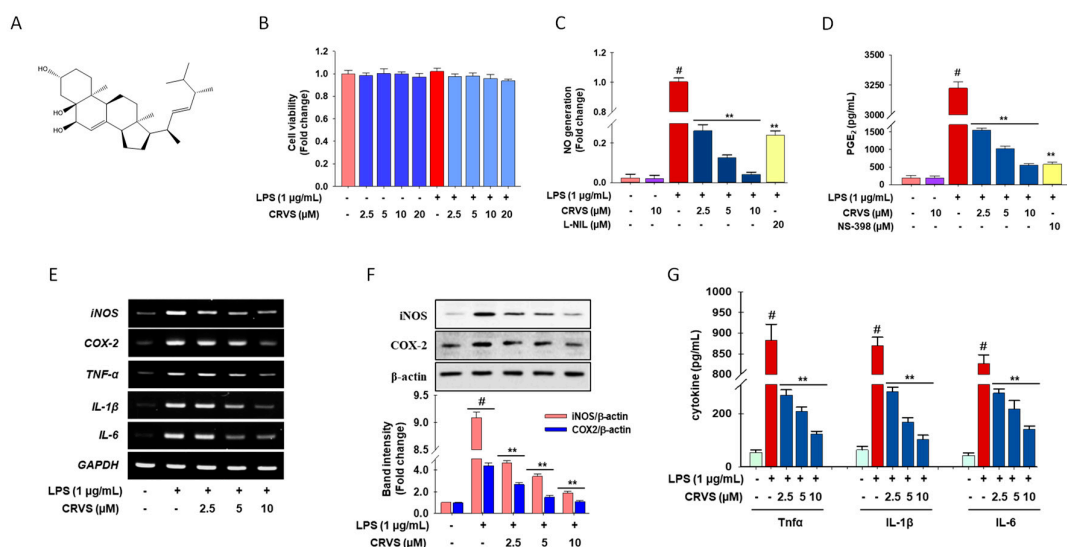 A
HO
HO
HO
B
Cell viability
(Fold change)
1.2
1.0
0.8
0.6
0.4
0.2
0.0
LPS (1 µg/mL) - - - - - + + + + +
CRVS (µM) - 2.5 5 10 20 - 2.5 5 10 20
C
NO generation
(Fold change)
1.2
1.0
0.8
0.2
0.0
#
**
**
LPS (1 µg/mL) - - + + + + +
CRVS (µM) - 10 - 2.5 5 10 -
L-NIL (µM) - - - - - - 20
D
PGE2 (pg/mL)
3500
3250
3000
2750
1500
1000
500
0
#
**
**
LPS (1 µg/mL) - - + + + + +
CRVS (µM) - 10 - 2.5 5 10 -
NS-398 (µM) - - - - - - 10
E
iNOS
COX-2
TNF-α
IL-1β
IL-6
GAPDH
LPS (1 µg/mL) - + + + +
CRVS (µM) - - 2.5 5 10
F
iNOS
COX-2
β-actin
Band intensity
(Fold change)
9.5
9.0
6.0
4.0
2.0
0.0
#
**
**
**
iNOS/β-actin
COX2/β-actin
LPS (1 µg/mL) - + + + +
CRVS (µM) - - 2.5 5 10
G
cytokine (pg/mL)
1000
950
900
850
800
400
200
0
#
**
#
**
#
**
LPS (1 µg/mL) - + + + + - + + + + - + + + +
CRVS (µM) - - 2.5 5 10 - - 2.5 5 10 - - 2.5 5 10
Tnfα IL-1β IL-6